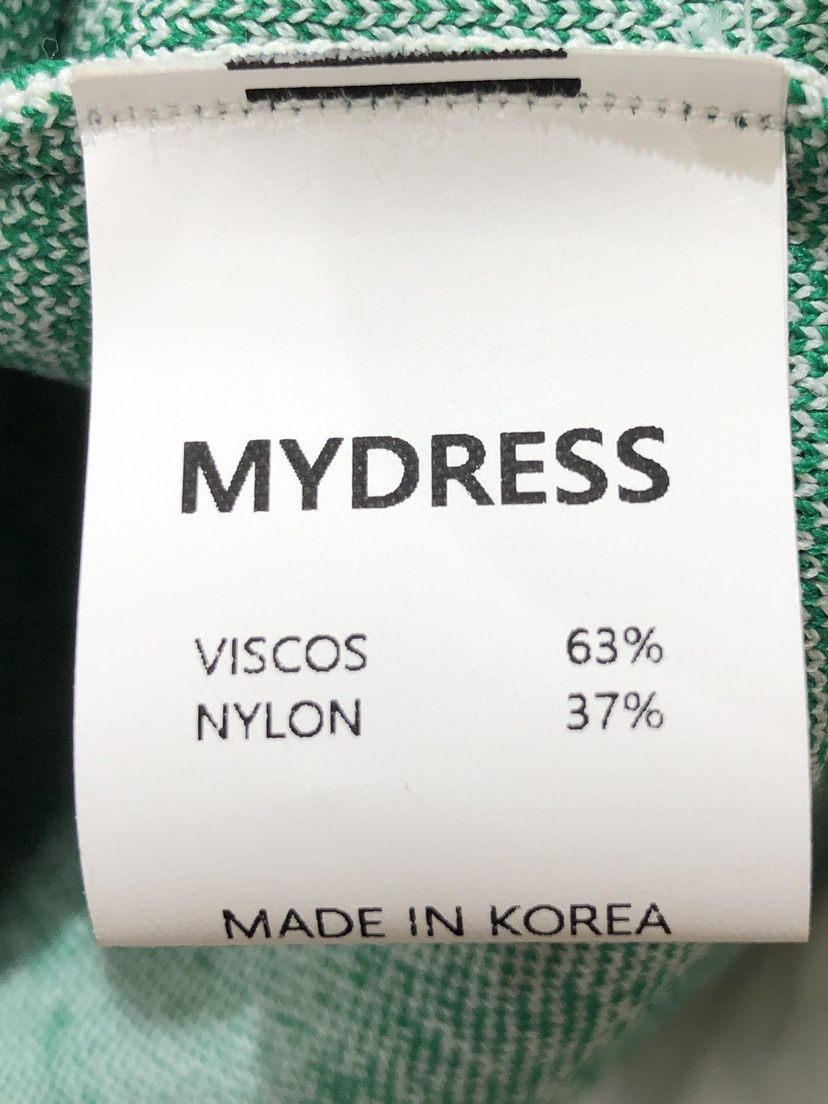 MYDRESS
VISCOS 63%
NYLON 37%
MADE IN KOREA